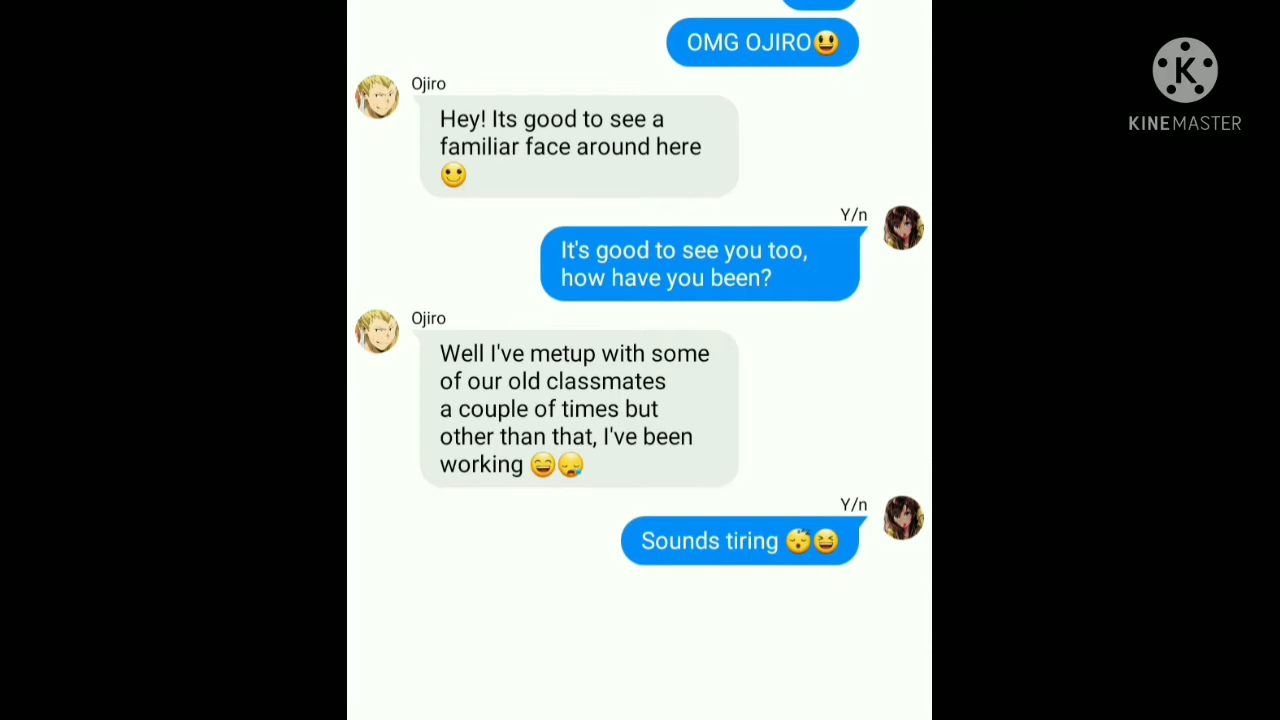 OMG OJIRO😃
Ojiro
Hey! Its good to see a
familiar face around here
🙂
Y/n
It's good to see you too,
how have you been?
Ojiro
Well I've metup with some
of our old classmates
a couple of times but
other than that, I've been
working 😄😪
Y/n
Sounds tiring 😴😆
K
KINEMASTER